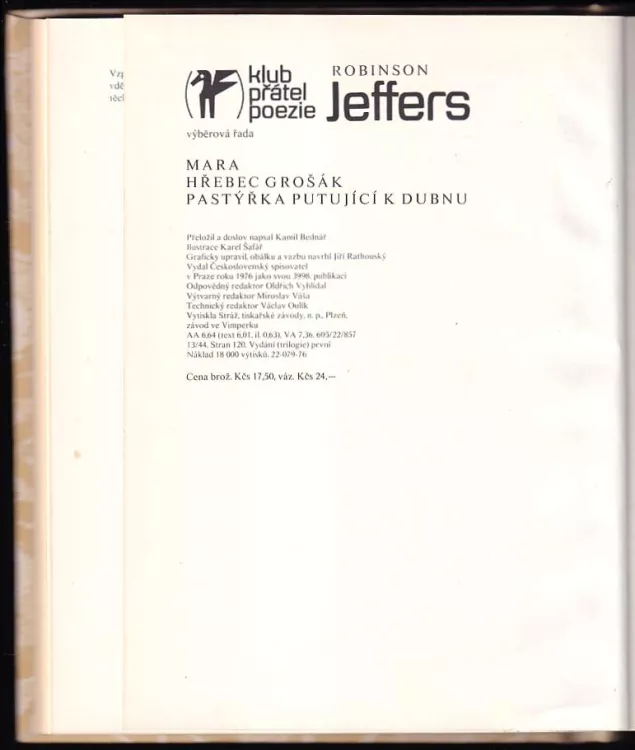 Vzp
vdě
těch
klub
přátel
poezie
výběrová řada
ROBINSON
Jeffers
MARA
HŘEBEC GROŠÁK
PASTÝŘKA PUTUJÍCÍ K DUBNU
Přeložil a doslov napsal Kamil Bednář
Ilustrace Karel Šafář
Graficky upravil, obálku a vazbu navrhl Jiří Rathouský
Vydal Československý spisovatel
v Praze roku 1976 jako svou 3998. publikaci
Odpovědný redaktor Oldřich Vyhlídal
Výtvarný redaktor Miroslav Váša
Technický redaktor Václav Oulík
Vytiskla Stráž, tiskařské závody, n. p., Plzeň,
závod ve Vimperku
AA 6,64 (text 6,01, il. 0,63), VA 7,36. 605/22/857
13/44. Stran 120. Vydání (trilogie) první
Náklad 18 000 výtisků. 22-079-76
Cena brož. Kčs 17,50, váz. Kčs 24,—